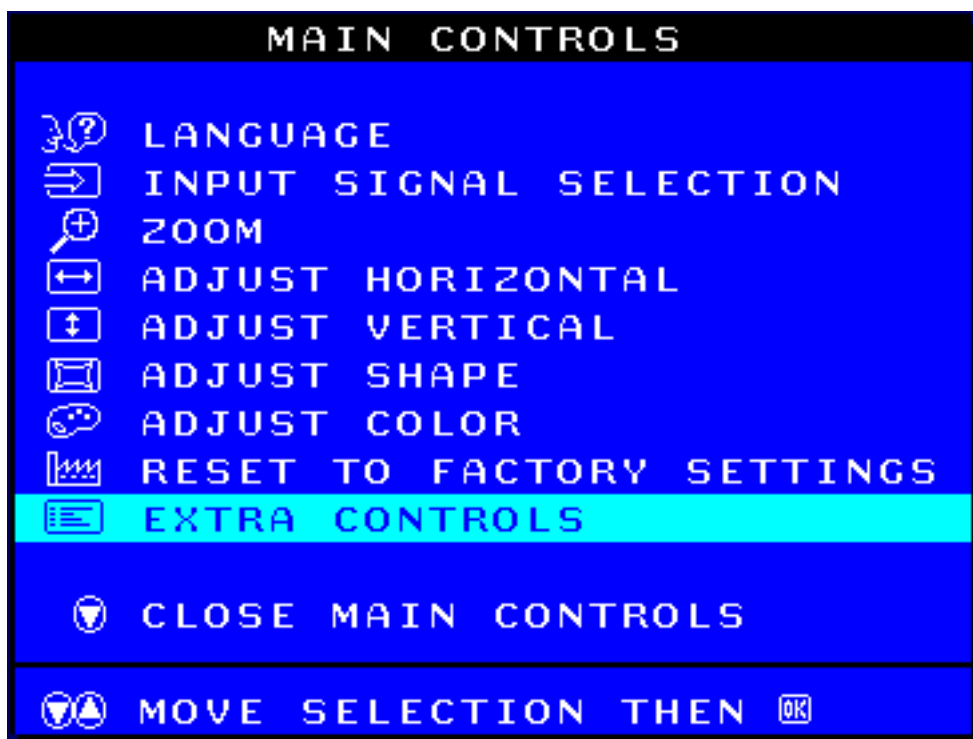 MAIN CONTROLS
LANGUAGE
INPUT SIGNAL SELECTION
ZOOM
ADJUST HORIZONTAL
ADJUST VERTICAL
ADJUST SHAPE
ADJUST COLOR
RESET TO FACTORY SETTINGS
EXTRA CONTROLS
CLOSE MAIN CONTROLS
MOVE SELECTION THEN OK